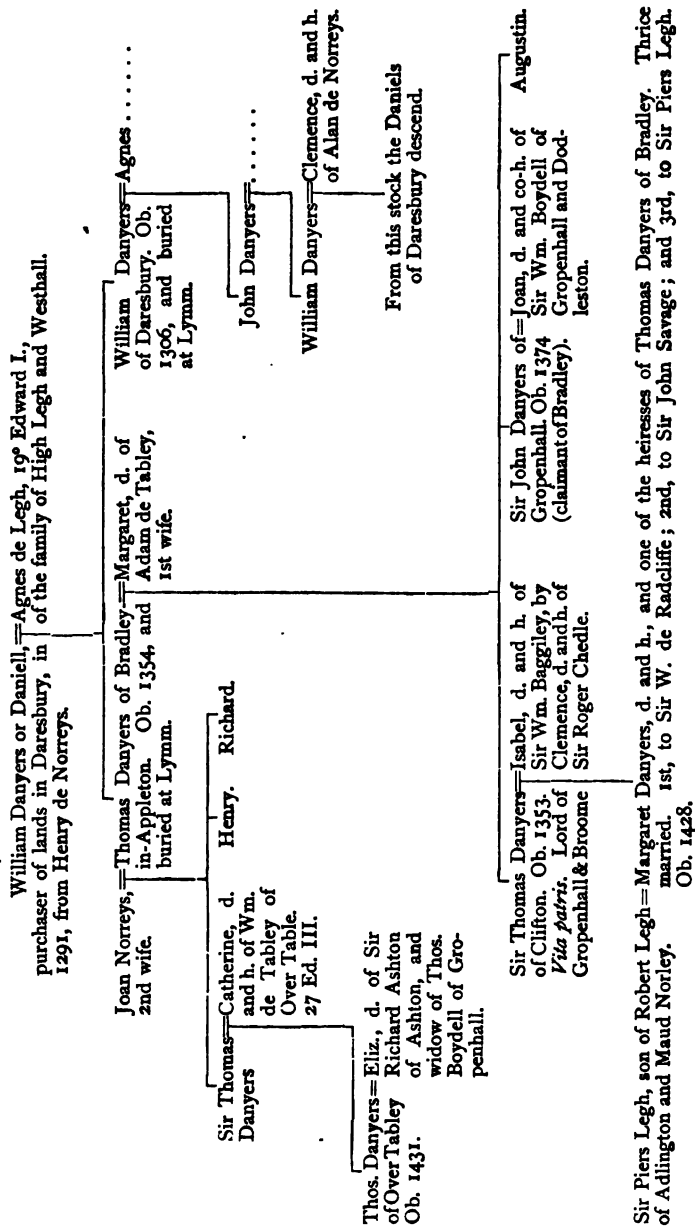 William Danyers or Daniell,=Agnes de Legh, 19° Edward I.,
purchaser of lands in Daresbury, in of the family of High Legh and Westhall.
1291, from Henry de Norreys.
Joan Norreys,=Thomas Danyers of Bradley=Margaret, d. of
2nd wife. in-Appleton. Ob. 1354, and Adam de Tabley,
buried at Lymm. 1st wife.
William Danyers=Agnes......
of Daresbury. Ob.
1306, and buried
at Lymm.
John Danyers=......
William Danyers=Clemence, d. and h.
of Alan de Norreys.
From this stock the Daniels
of Daresbury descend.
Sir Thomas=Catherine, d.
Danyers and h. of Wm.
de Tabley of
Over Table.
27 Ed. III.
Henry. Richard.
Thos. Danyers=Eliz., d. of Sir
of Over Tabley Richard Ashton
Ob. 1431. of Ashton, and
widow of Thos.
Boydell of Gro-
penhall.
Sir Thomas Danyers=Isabel, d. and h. of
of Clifton. Ob. 1353. Sir Wm. Baggiley, by
Vita patris. Lord of Clemence, d. and h. of
Gropenhall & Broome Sir Roger Chedle.
Sir John Danyers of=Joan, d. and co-h. of
Gropenhall. Ob. 1374 Sir Wm. Boydell of
(claimant of Bradley). Gropenhall and Dod-
leston.
Augustin.
Sir Piers Legh, son of Robert Legh=Margaret Danyers, d. and h., and one of the heiresses of Thomas Danyers of Bradley. Thrice
of Adlington and Maud Norley. married. 1st, to Sir W. de Radcliffe; 2nd, to Sir John Savage; and 3rd, to Sir Piers Legh.
Ob. 1428.